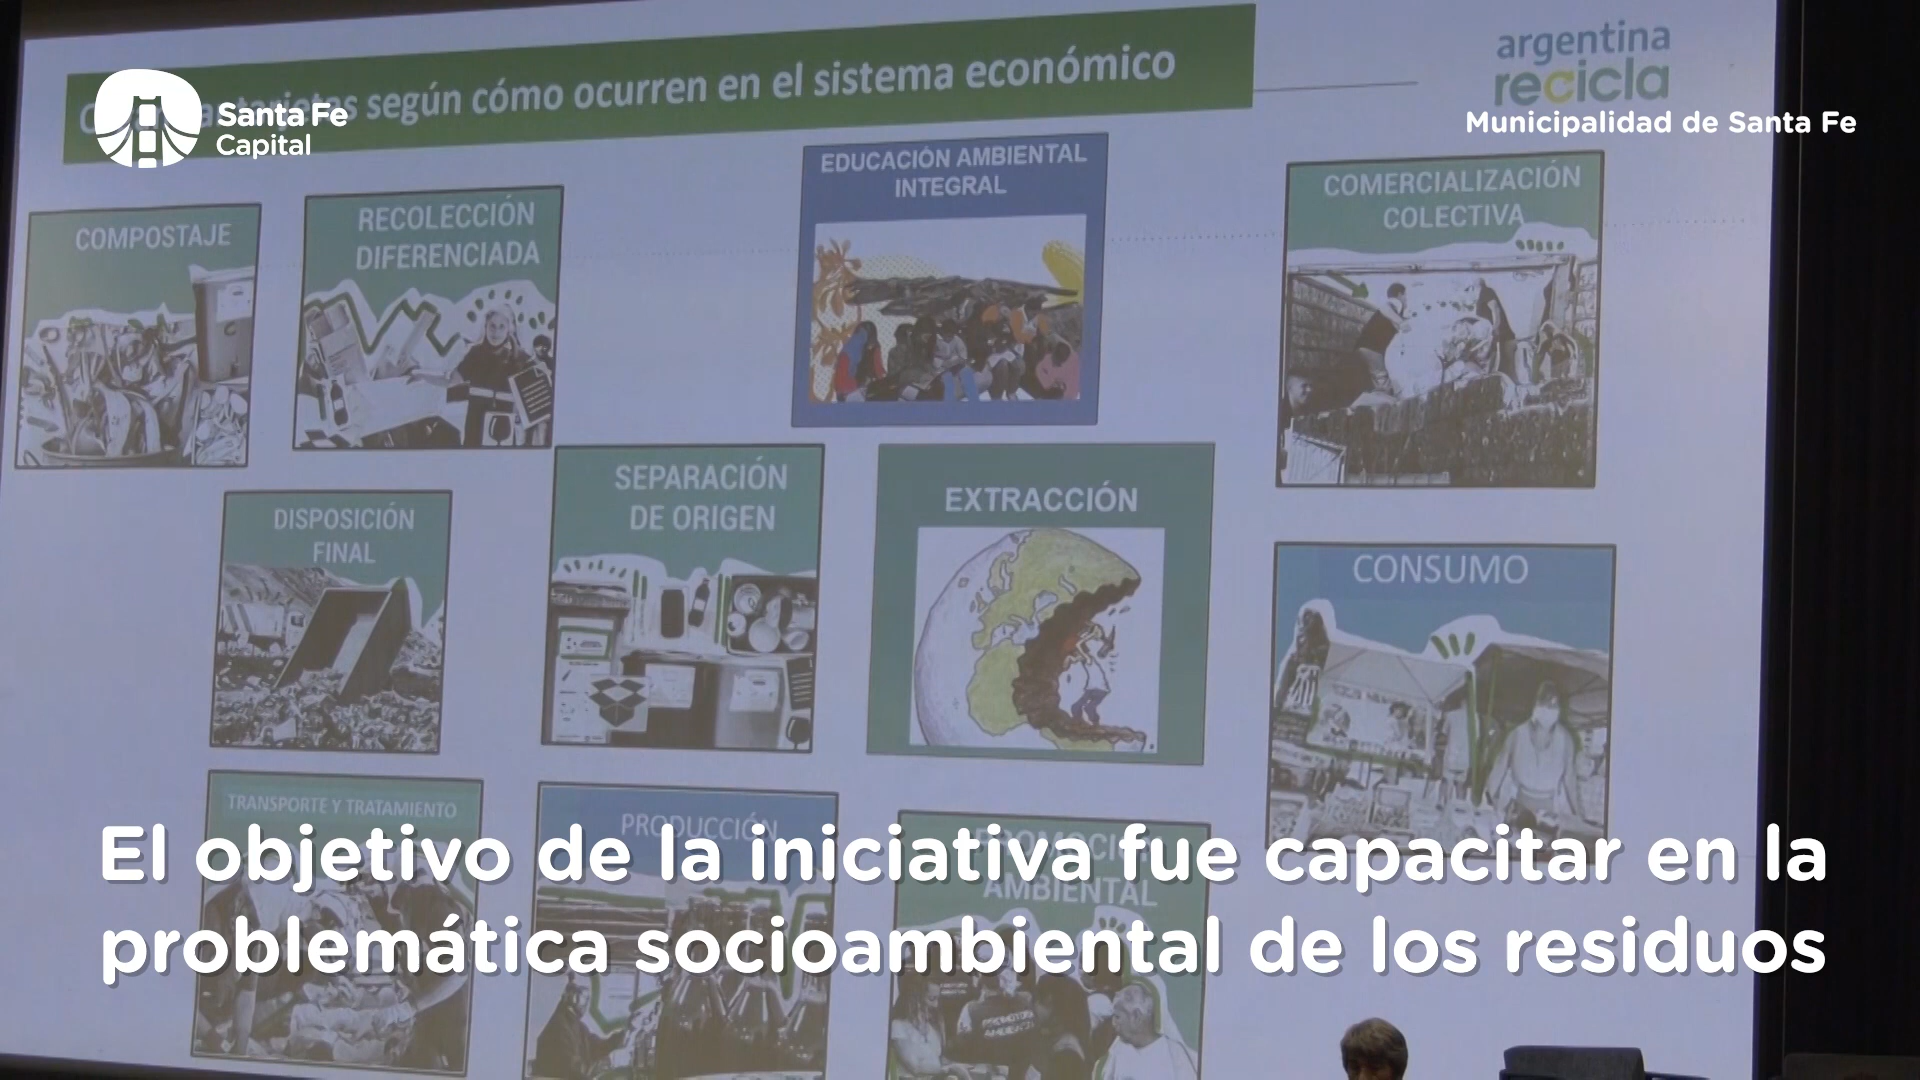 según cómo ocurren en el sistema económico
argentina
recicla
Santa Fe
Capital
Municipalidad de Santa Fe
COMPOSTAJE
RECOLECCIÓN
DIFERENCIADA
EDUCACIÓN AMBIENTAL
INTEGRAL
COMERCIALIZACIÓN
COLECTIVA
DISPOSICIÓN
FINAL
SEPARACIÓN
DE ORIGEN
EXTRACCIÓN
CONSUMO
TRANSPORTE Y TRATAMIENTO
PRODUCCIÓN
PROMOCIÓN
AMBIENTAL
El objetivo de la iniciativa fue capacitar en la
problemática socioambiental de los residuos